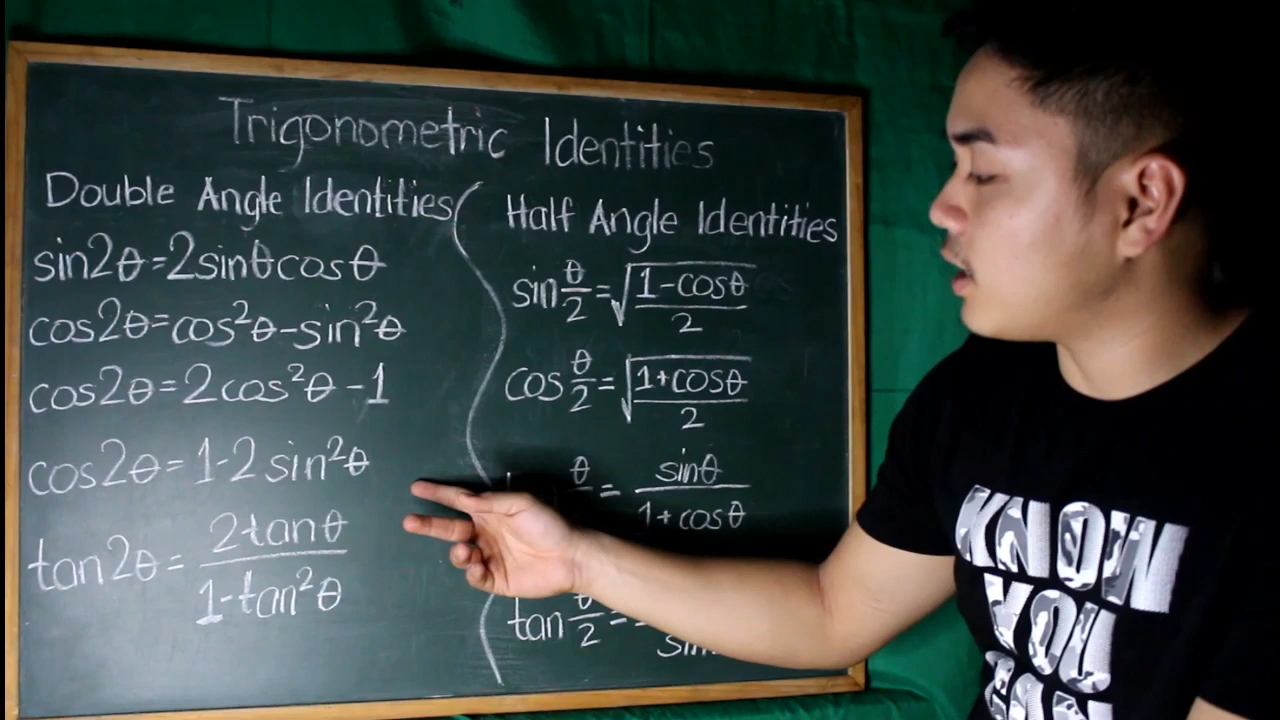 Trigonometric Identities
Double Angle Identities
sin2θ=2sinθcosθ
cos2θ=cos²θ-sin²θ
cos2θ=2cos²θ-1
cos2θ=1-2sin²θ
tan2θ=2tanθ
1-tan²θ
Half Angle Identities
sin θ/2=√1-cosθ
2
cos θ/2=√1+cosθ
2
θ = sinθ
1+cosθ
tan θ/2=
KNOW
YOU